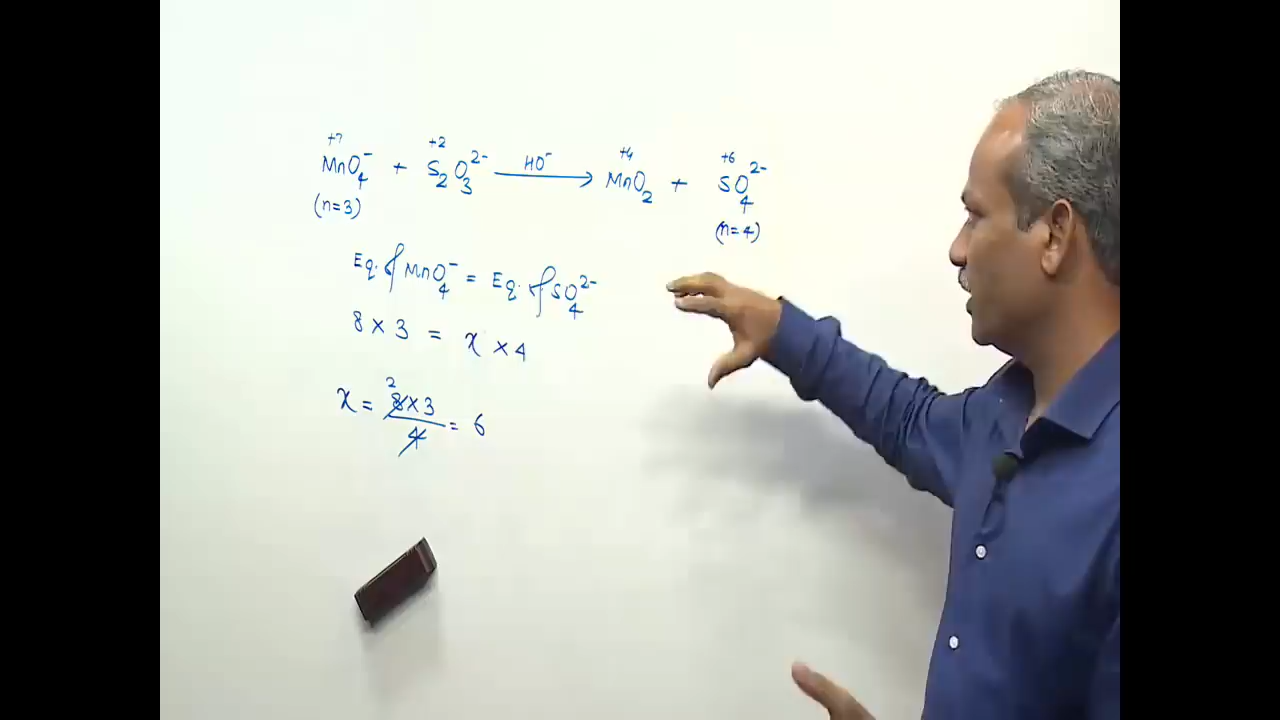 +7 +2 +4 +6
MnO₄⁻ + S₂O₃²⁻ —HO⁻→ MnO₂ + SO₄²⁻
(n=3) (n=4)
Eq. of MnO₄⁻ = Eq. of SO₄²⁻
8 × 3 = x × 4
2
x = 8×3/4 = 6